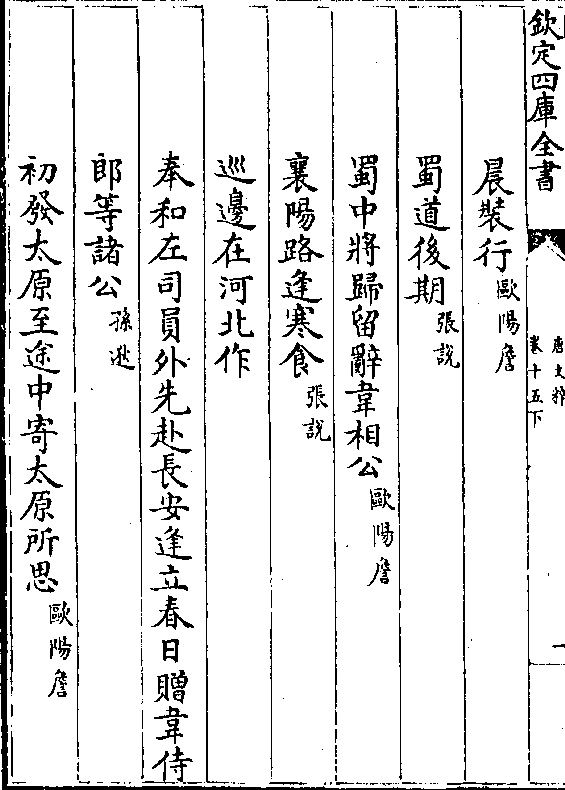 欽定四庫全書
唐文粹
卷十五下
一
晨裝行歐陽詹
蜀道後期張說
蜀中將歸留辭韋相公歐陽詹
襄陽路逢寒食張說
巡邊在河北作
奉和左司員外先赴長安逢立春日贈韋侍
郎等諸公孫逖
初發太原至途中寄太原所思歐陽詹